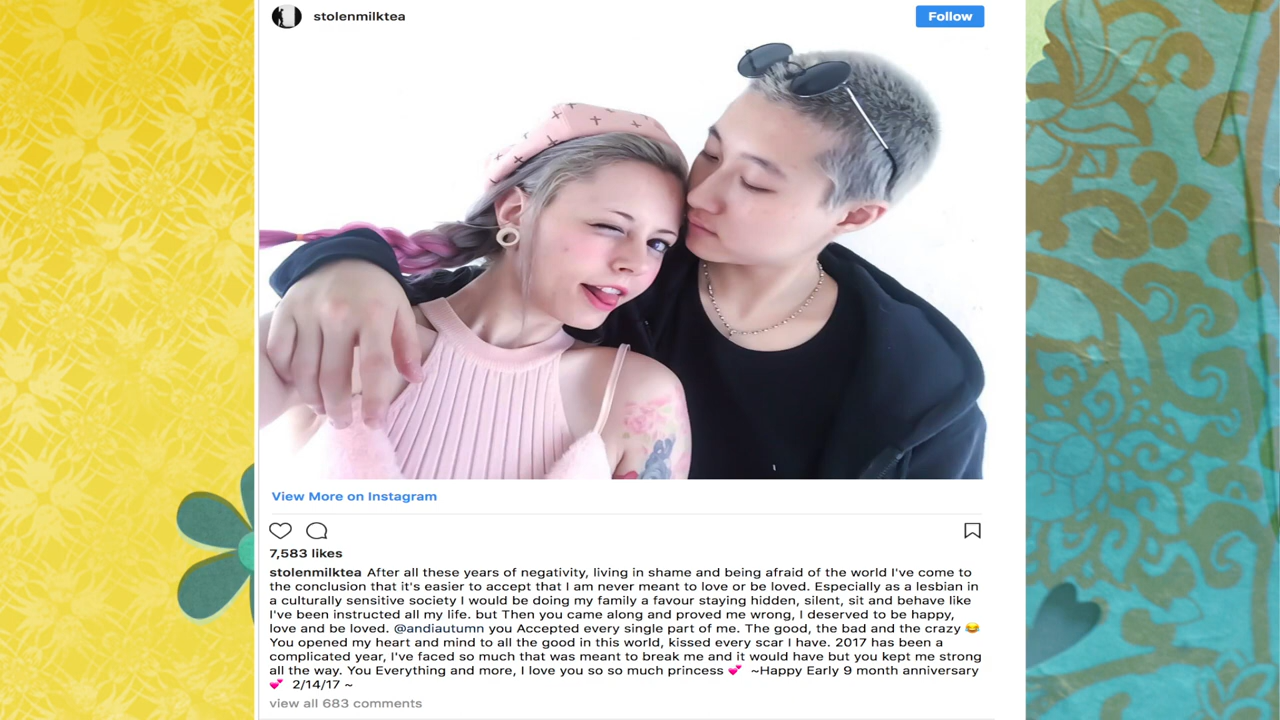 stolenmilktea
Follow
View More on Instagram
7,583 likes
stolenmilktea After all these years of negativity, living in shame and being afraid of the world I've come to
the conclusion that it's easier to accept that I am never meant to love or be loved. Especially as a lesbian in
a culturally sensitive society I would be doing my family a favour staying hidden, silent, sit and behave like
I've been instructed all my life. but Then you came along and proved me wrong, I deserved to be happy,
love and be loved. @andiautumn you Accepted every single part of me. The good, the bad and the crazy 😂
You opened my heart and mind to all the good in this world, kissed every scar I have. 2017 has been a
complicated year, I've faced so much that was meant to break me and it would have but you kept me strong
all the way. You Everything and more, I love you so so much princess 💕 ~Happy Early 9 month anniversary
💕 2/14/17 ~
view all 683 comments